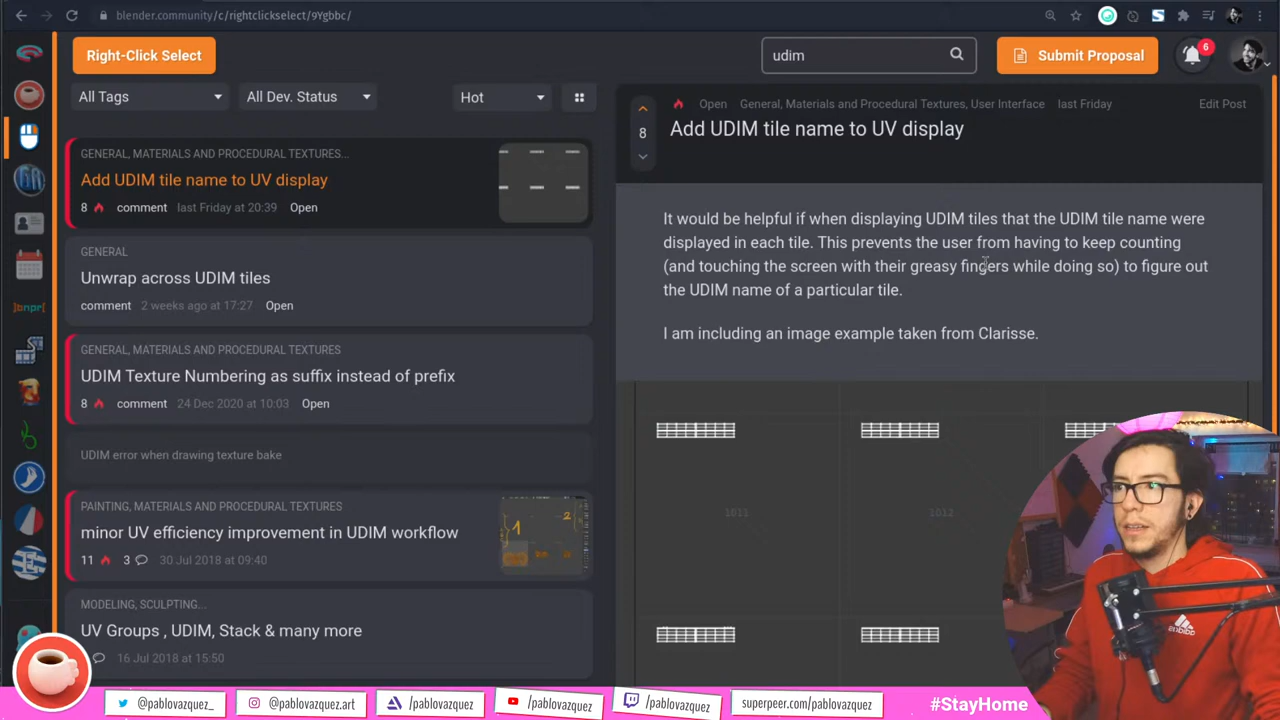 blender.community/c/rightclickselect/9Ygbbc/
Right-Click Select
udim
Submit Proposal
6
All Tags
All Dev. Status
Hot
GENERAL, MATERIALS AND PROCEDURAL TEXTURES...
Add UDIM tile name to UV display
8 comment last Friday at 20:39 Open
GENERAL
Unwrap across UDIM tiles
comment 2 weeks ago at 17:27 Open
GENERAL, MATERIALS AND PROCEDURAL TEXTURES
UDIM Texture Numbering as suffix instead of prefix
8 comment 24 Dec 2020 at 10:03 Open
UDIM error when drawing texture bake
PAINTING, MATERIALS AND PROCEDURAL TEXTURES
minor UV efficiency improvement in UDIM workflow
11 3 30 Jul 2018 at 09:40
1 2
MODELING, SCULPTING...
UV Groups , UDIM, Stack & many more
16 Jul 2018 at 15:50
8
Open General, Materials and Procedural Textures, User Interface last Friday Edit Post
Add UDIM tile name to UV display
It would be helpful if when displaying UDIM tiles that the UDIM tile name were
displayed in each tile. This prevents the user from having to keep counting
(and touching the screen with their greasy fingers while doing so) to figure out
the UDIM name of a particular tile.
I am including an image example taken from Clarisse.
1011 1012
@pablovazquez_
@pablovazquez.art
/pablovazquez
/pablovazquez
/pablovazquez
superpeer.com/pablovazquez
#StayHome